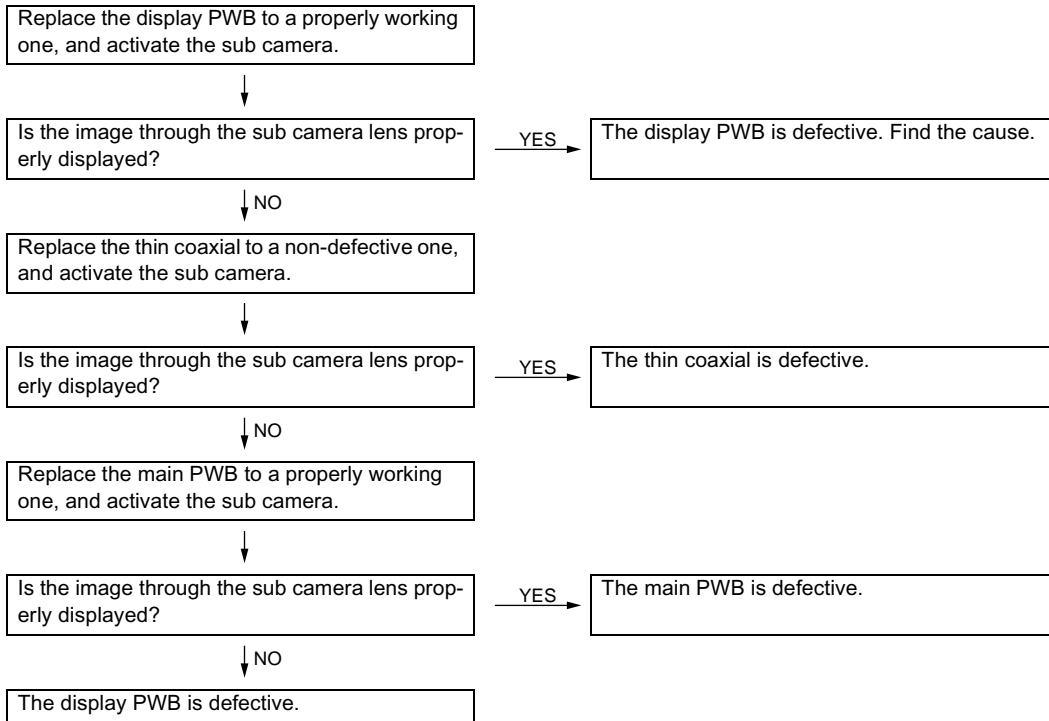 Replace the display PWB to a properly working
one, and activate the sub camera.
Is the image through the sub camera lens prop-
erly displayed?
YES
The display PWB is defective. Find the cause.
NO
Replace the thin coaxial to a non-defective one,
and activate the sub camera.
Is the image through the sub camera lens prop-
erly displayed?
YES
The thin coaxial is defective.
NO
Replace the main PWB to a properly working
one, and activate the sub camera.
Is the image through the sub camera lens prop-
erly displayed?
YES
The main PWB is defective.
NO
The display PWB is defective.